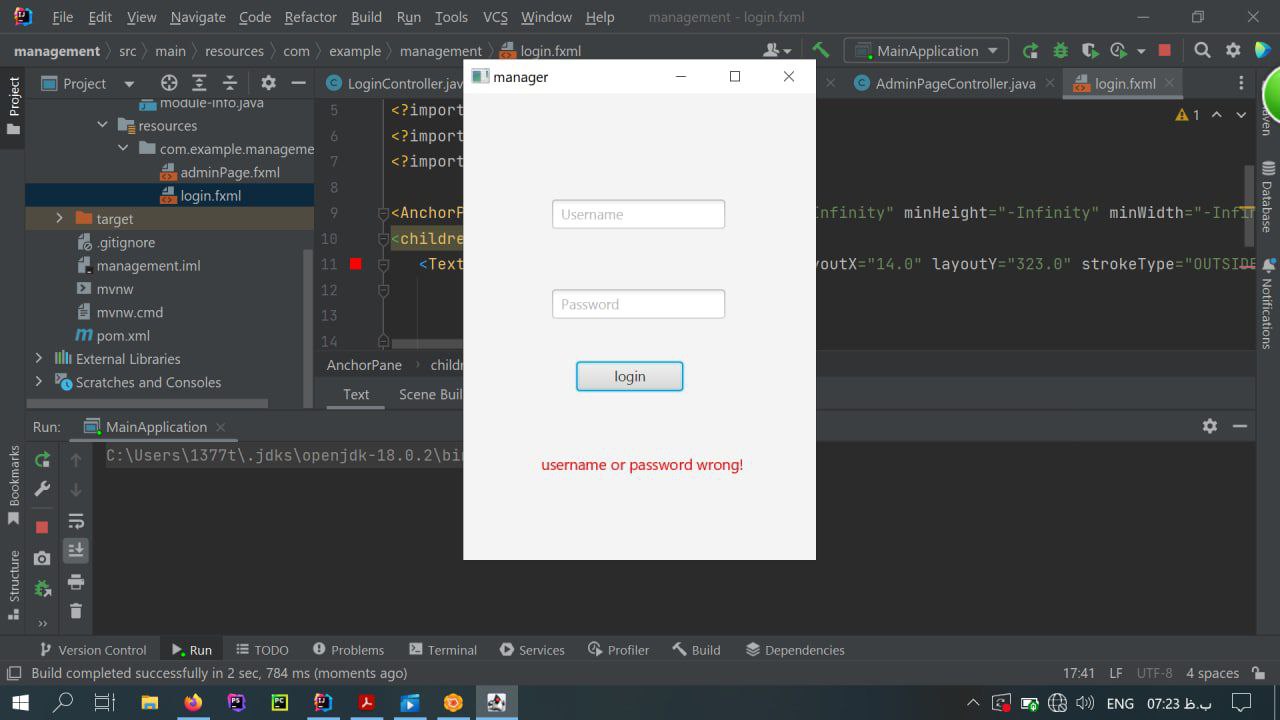 File Edit View Navigate Code Refactor Build Run Tools VCS Window Help management - login.fxml
management src main resources com example management login.fxml MainApplication
Project LoginController.jav AdminPageController.java login.fxml
module-info.java
resources
com.example.manageme
adminPage.fxml
login.fxml
target
.gitignore
management.iml
mvnw
mvnw.cmd
pom.xml
External Libraries
Scratches and Consoles
5 <?import
6 <?import
7 <?import
8
9 <AnchorP Infinity" minHeight="-Infinity" minWidth="-Infi
10 <childre
11 <Text youtX="14.0" layoutY="323.0" strokeType="OUTSIDE
12
13
14
1
AnchorPane childr
Text Scene Buil
manager
Username
Password
login
username or password wrong!
Project
Bookmarks
Structure
aven
Database
Notifications
Run: MainApplication
C:\Users\1377t\.jdks\openjdk-18.0.2\bin
Version Control Run TODO Problems Terminal Services Profiler Build Dependencies
Build completed successfully in 2 sec, 784 ms (moments ago) 17:41 LF UTF-8 4 spaces
ENG 07:23 ب.ظ